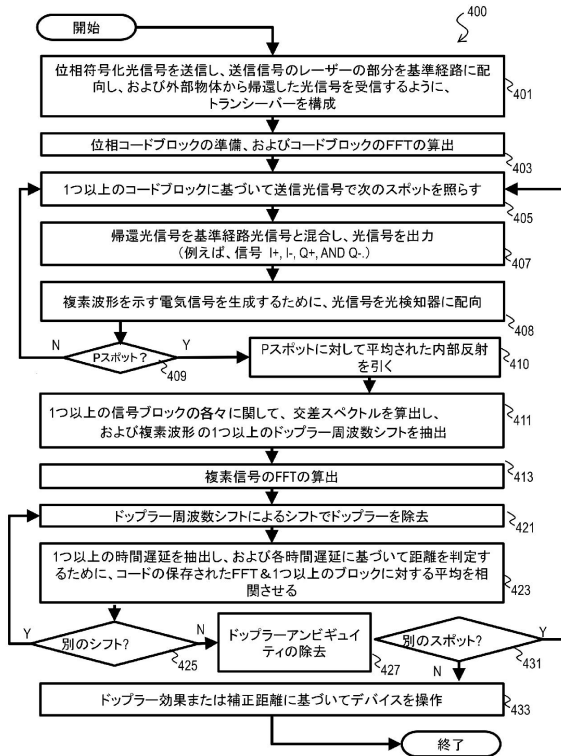 開始
400
位相符号化光信号を送信し、送信信号のレーザーの部分を基準経路に配
向し、および外部物体から帰還した光信号を受信するように、
トランシーバーを構成
401
位相コードブロックの準備、およびコードブロックのFFTの算出
403
1つ以上のコードブロックに基づいて送信光信号で次のスポットを照らす
405
帰還光信号を基準経路光信号と混合し、光信号を出力
(例えば、信号 I+, I-, Q+, AND Q-.)
407
複素波形を示す電気信号を生成するために、光信号を光検知器に配向
408
N
Pスポット？
Y
409
Pスポットに対して平均された内部反射
を引く
410
1つ以上の信号ブロックの各々に関して、交差スペクトルを算出し、
および複素波形の1つ以上のドップラー周波数シフトを抽出
411
複素信号のFFTの算出
413
ドップラー周波数シフトによるシフトでドップラーを除去
421
1つ以上の時間遅延を抽出し、および各時間遅延に基づいて距離を判定す
るために、コードの保存されたFFT＆1つ以上のブロックに対する平均を相
関させる
423
Y
別のシフト？
N
425
ドップラーアンビギュイ
ティの除去
427
別のスポット？
Y
431
N
ドップラー効果または補正距離に基づいてデバイスを操作
433
終了